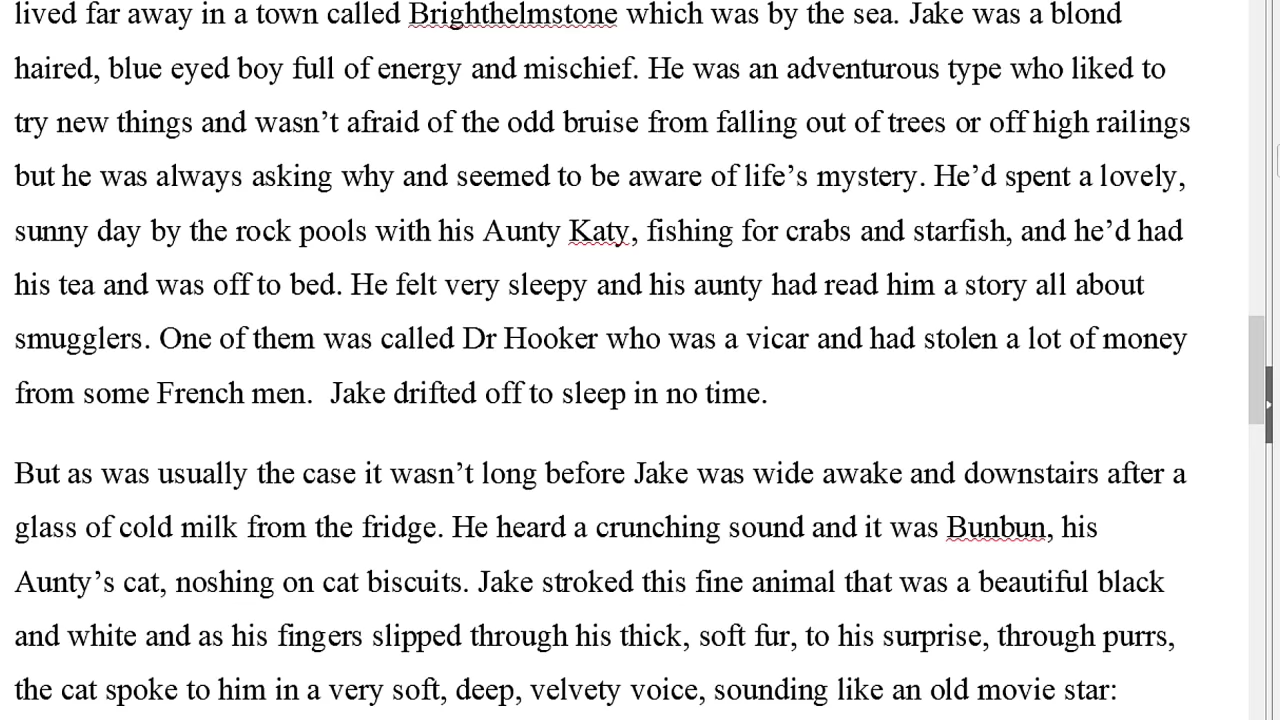 lived far away in a town called Brighthelmstone which was by the sea. Jake was a blond
haired, blue eyed boy full of energy and mischief. He was an adventurous type who liked to
try new things and wasn’t afraid of the odd bruise from falling out of trees or off high railings
but he was always asking why and seemed to be aware of life’s mystery. He’d spent a lovely,
sunny day by the rock pools with his Aunty Katy, fishing for crabs and starfish, and he’d had
his tea and was off to bed. He felt very sleepy and his aunty had read him a story all about
smugglers. One of them was called Dr Hooker who was a vicar and had stolen a lot of money
from some French men.  Jake drifted off to sleep in no time.
But as was usually the case it wasn’t long before Jake was wide awake and downstairs after a
glass of cold milk from the fridge. He heard a crunching sound and it was Bunbun, his
Aunty’s cat, noshing on cat biscuits. Jake stroked this fine animal that was a beautiful black
and white and as his fingers slipped through his thick, soft fur, to his surprise, through purrs,
the cat spoke to him in a very soft, deep, velvety voice, sounding like an old movie star: